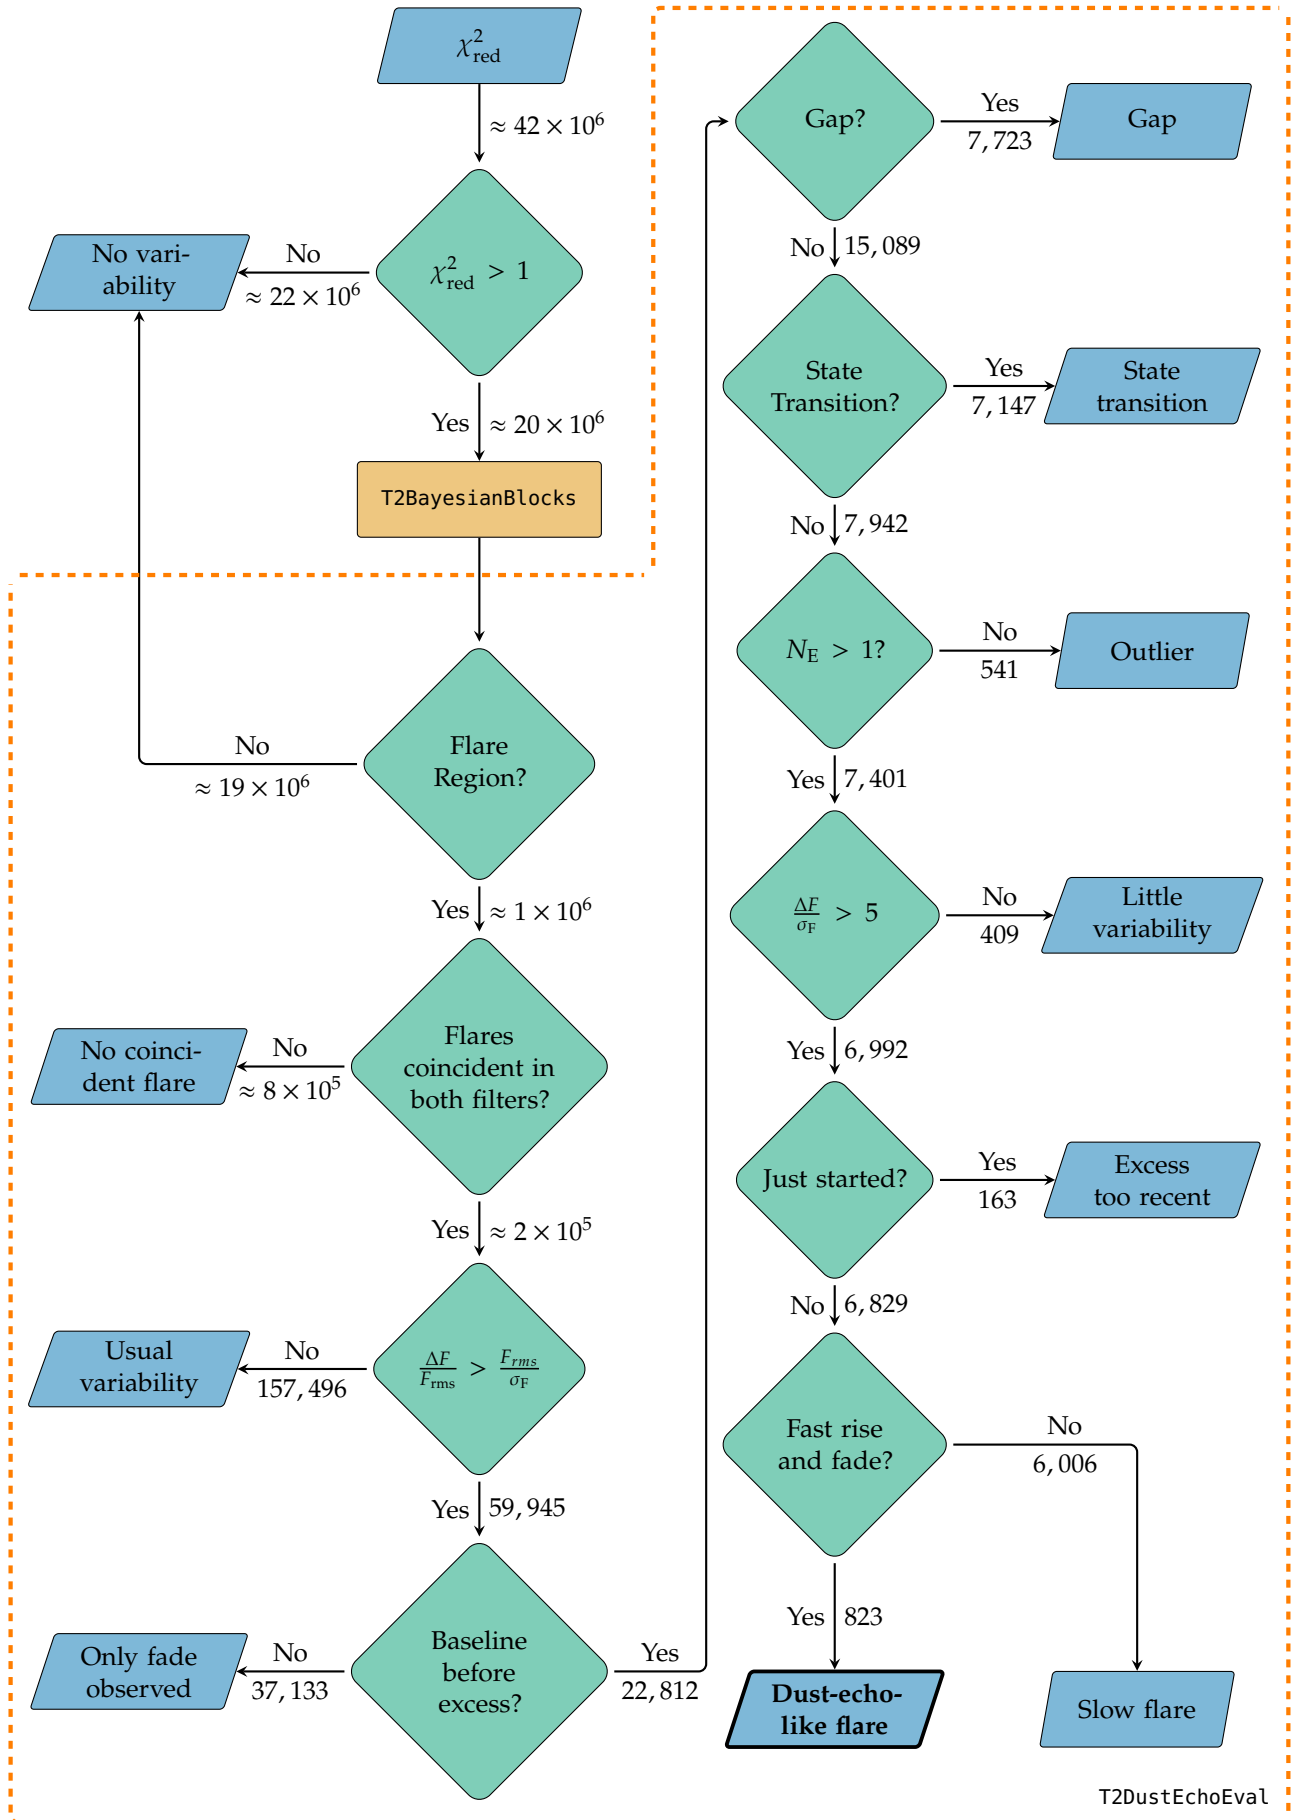 χ²_red
≈ 42 × 10⁶
χ²_red > 1
No
≈ 22 × 10⁶
No vari-
ability
Yes ≈ 20 × 10⁶
T2BayesianBlocks
Flare
Region?
No
≈ 19 × 10⁶
Yes ≈ 1 × 10⁶
Flares
coincident in
both filters?
No
≈ 8 × 10⁵
No coinci-
dent flare
Yes ≈ 2 × 10⁵
ΔF/F_rms > F_rms/σ_F
No
157, 496
Usual
variability
Yes 59, 945
Baseline
before
excess?
No
37, 133
Only fade
observed
Yes
22, 812
Gap?
Yes
7, 723
Gap
No 15, 089
State
Transition?
Yes
7, 147
State
transition
No 7, 942
N_E > 1?
No
541
Outlier
Yes 7, 401
ΔF/σ_F > 5
No
409
Little
variability
Yes 6, 992
Just started?
Yes
163
Excess
too recent
No 6, 829
Fast rise
and fade?
No
6, 006
Slow flare
Yes 823
Dust-echo-
like flare
T2DustEchoEval